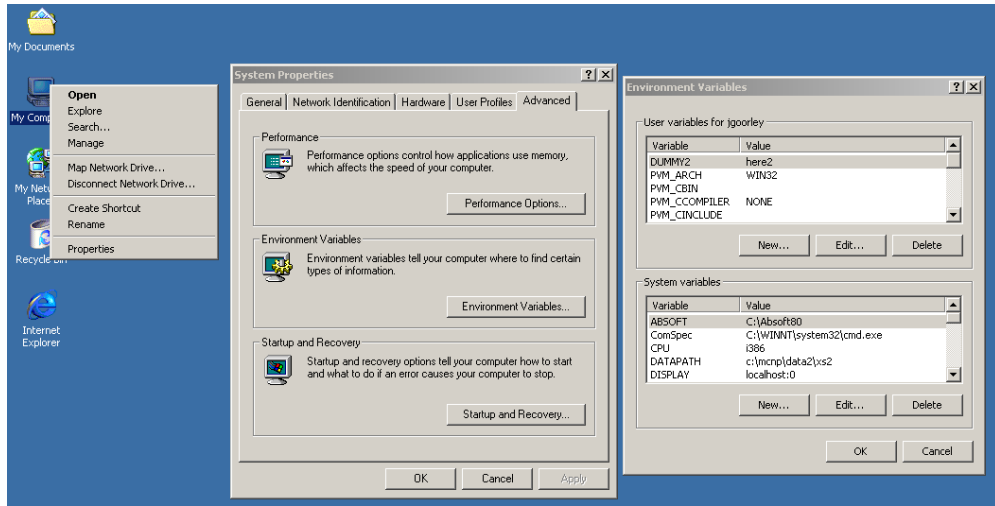 My Documents
My Comp
My Net
Place
Recycle Bin
Internet
Explorer
Open
Explore
Search...
Manage
Map Network Drive...
Disconnect Network Drive...
Create Shortcut
Rename
Properties
System Properties
General
Network Identification
Hardware
User Profiles
Advanced
Performance
Performance options control how applications use memory,
which affects the speed of your computer.
Performance Options...
Environment Variables
Environment variables tell your computer where to find certain
types of information.
Environment Variables...
Startup and Recovery
Startup and recovery options tell your computer how to start
and what to do if an error causes your computer to stop.
Startup and Recovery...
OK Cancel Apply
Environment Variables
User variables for jgoorley
Variable Value
DUMMY2 here2
PVM_ARCH WIN32
PVM_CBIN
PVM_CCOMPILER NONE
PVM_CINCLUDE
New... Edit... Delete
System variables
Variable Value
ABSOFT C:\Absoft80
ComSpec C:\WINNT\system32\cmd.exe
CPU i386
DATAPATH c:\mcnp\data2\xs2
DISPLAY localhost:0
New... Edit... Delete
OK Cancel